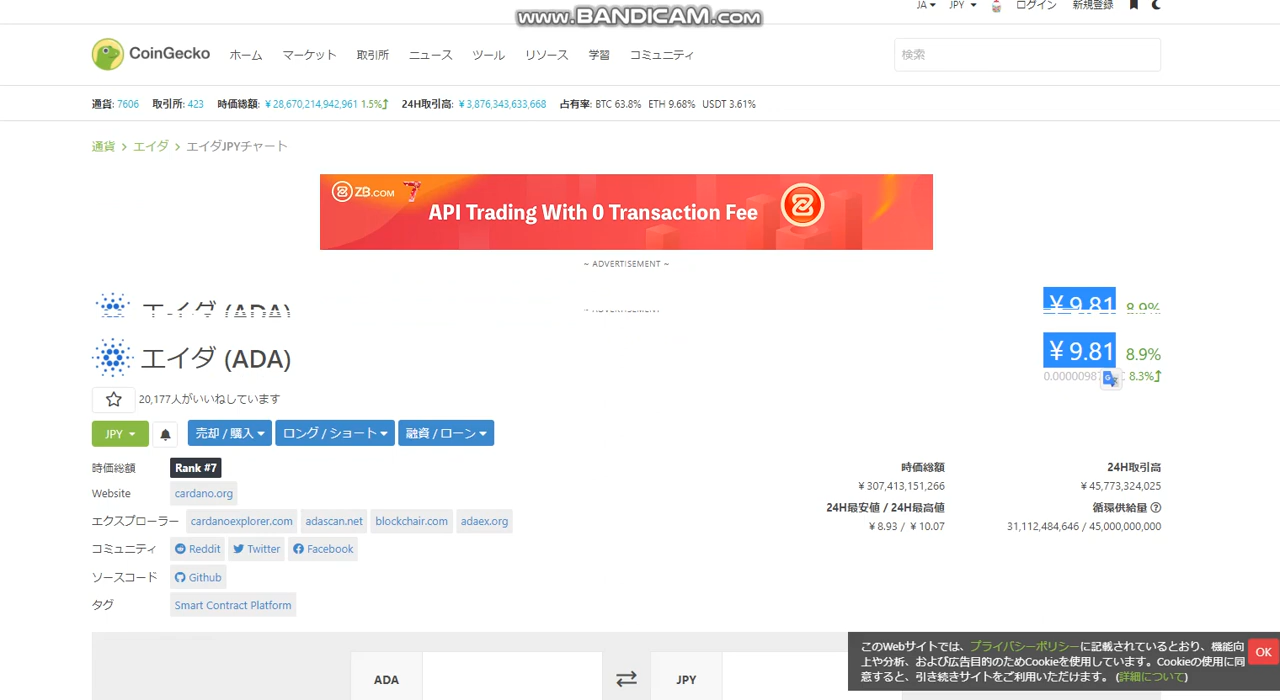 www.BANDICAM.com
JA JPY ログイン 新規登録
CoinGecko ホーム マーケット 取引所 ニュース ツール リソース 学習 コミュニティ 検索
通貨: 7606 取引所: 423 時価総額: ¥28,670,214,942,961 1.5% 24H取引高: ¥3,876,343,633,668 占有率: BTC 63.8% ETH 9.68% USDT 3.61%
通貨 > エイダ > エイダJPYチャート
ZB.COM 7 API Trading With 0 Transaction Fee
~ ADVERTISEMENT ~
エイダ (ADA) ~ ADVERTISEMENT ~ ¥9.81 8.9%
エイダ (ADA) ¥9.81 8.9%
0.0000098 8.3%
20,177人がいいねしています
JPY 売却 / 購入 ロング / ショート 融資 / ローン
時価総額 Rank #7 時価総額 24H取引高
Website cardano.org ¥307,413,151,266 ¥45,773,324,025
24H最安値 / 24H最高値 循環供給量
エクスプローラー cardanoexplorer.com adascan.net blockchair.com adaex.org ¥8.93 / ¥10.07 31,112,484,646 / 45,000,000,000
コミュニティ Reddit Twitter Facebook
ソースコード Github
タグ Smart Contract Platform
ADA JPY
このWebサイトでは、プライバシーポリシーに記載されているとおり、機能向
上や分析、および広告目的のためCookieを使用しています。Cookieの使用に同
意すると、引き続きサイトをご利用いただけます。 (詳細について)
OK